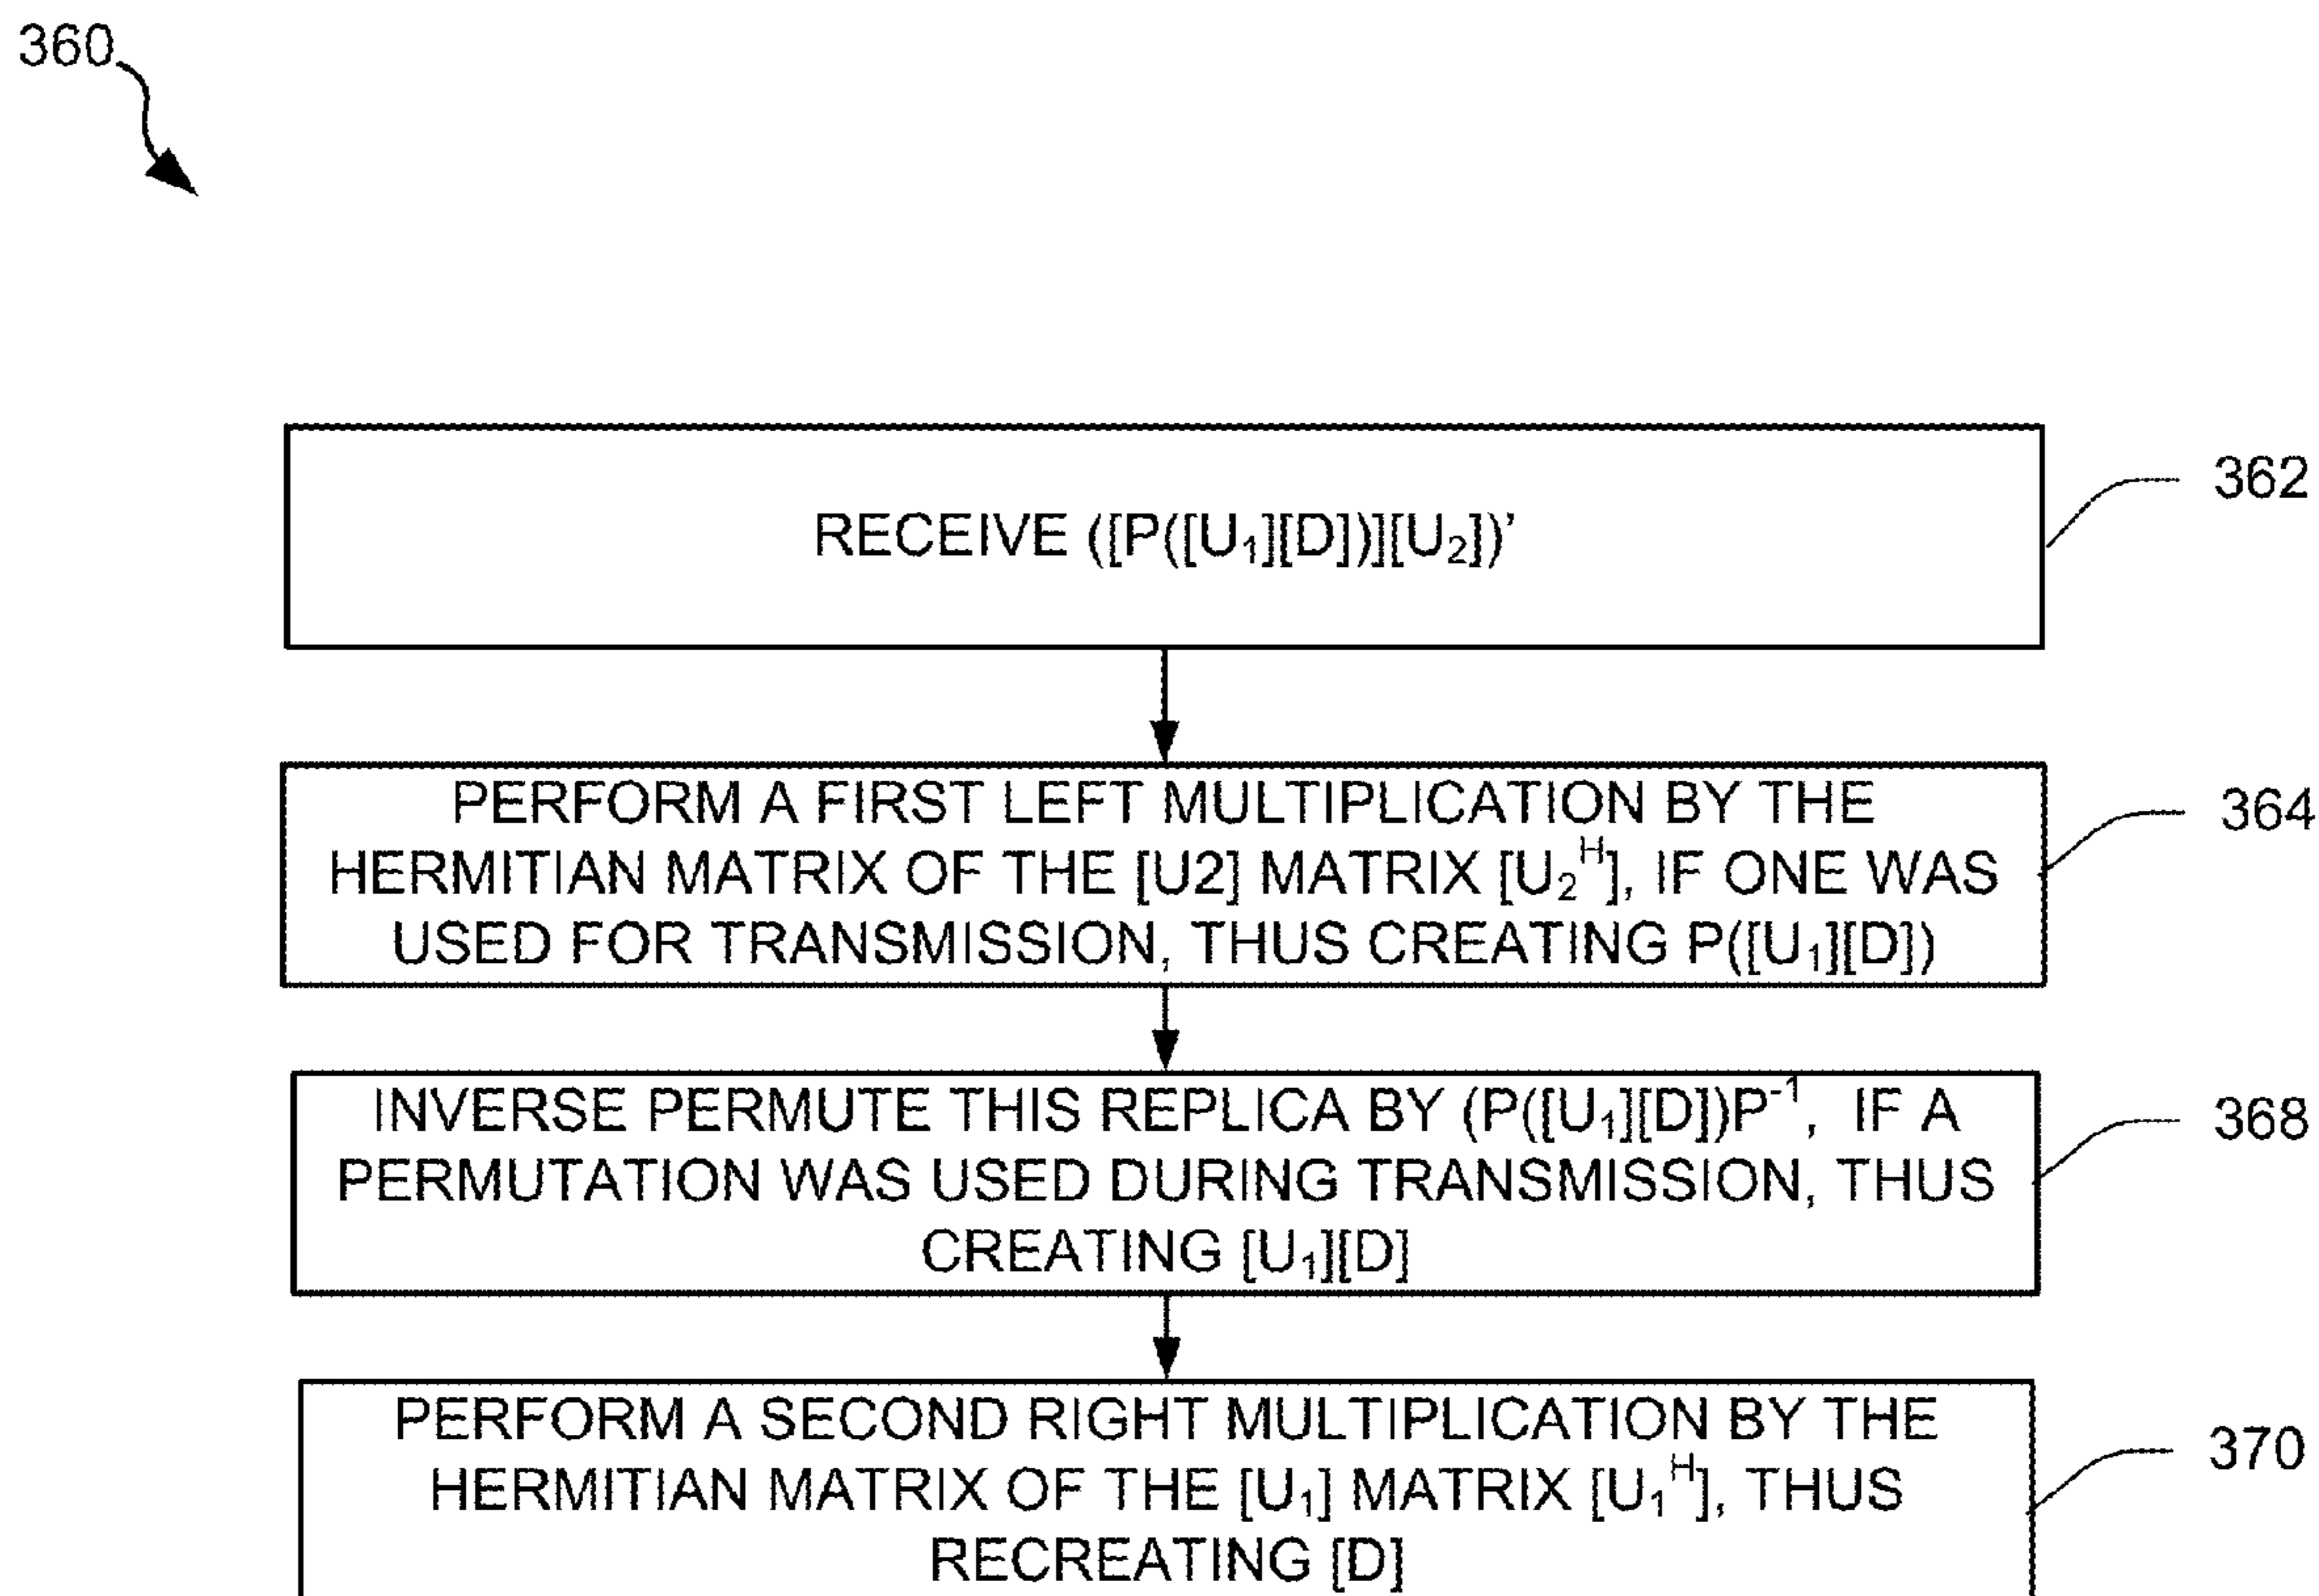 360
RECEIVE ([P([U₁][D])][U₂])’
362
PERFORM A FIRST LEFT MULTIPLICATION BY THE
HERMITIAN MATRIX OF THE [U2] MATRIX [U₂ᴴ], IF ONE WAS
USED FOR TRANSMISSION, THUS CREATING P([U₁][D])
364
INVERSE PERMUTE THIS REPLICA BY (P([U₁][D])P⁻¹, IF A
PERMUTATION WAS USED DURING TRANSMISSION, THUS
CREATING [U₁][D]
368
PERFORM A SECOND RIGHT MULTIPLICATION BY THE
HERMITIAN MATRIX OF THE [U₁] MATRIX [U₁ᴴ], THUS
RECREATING [D]
370